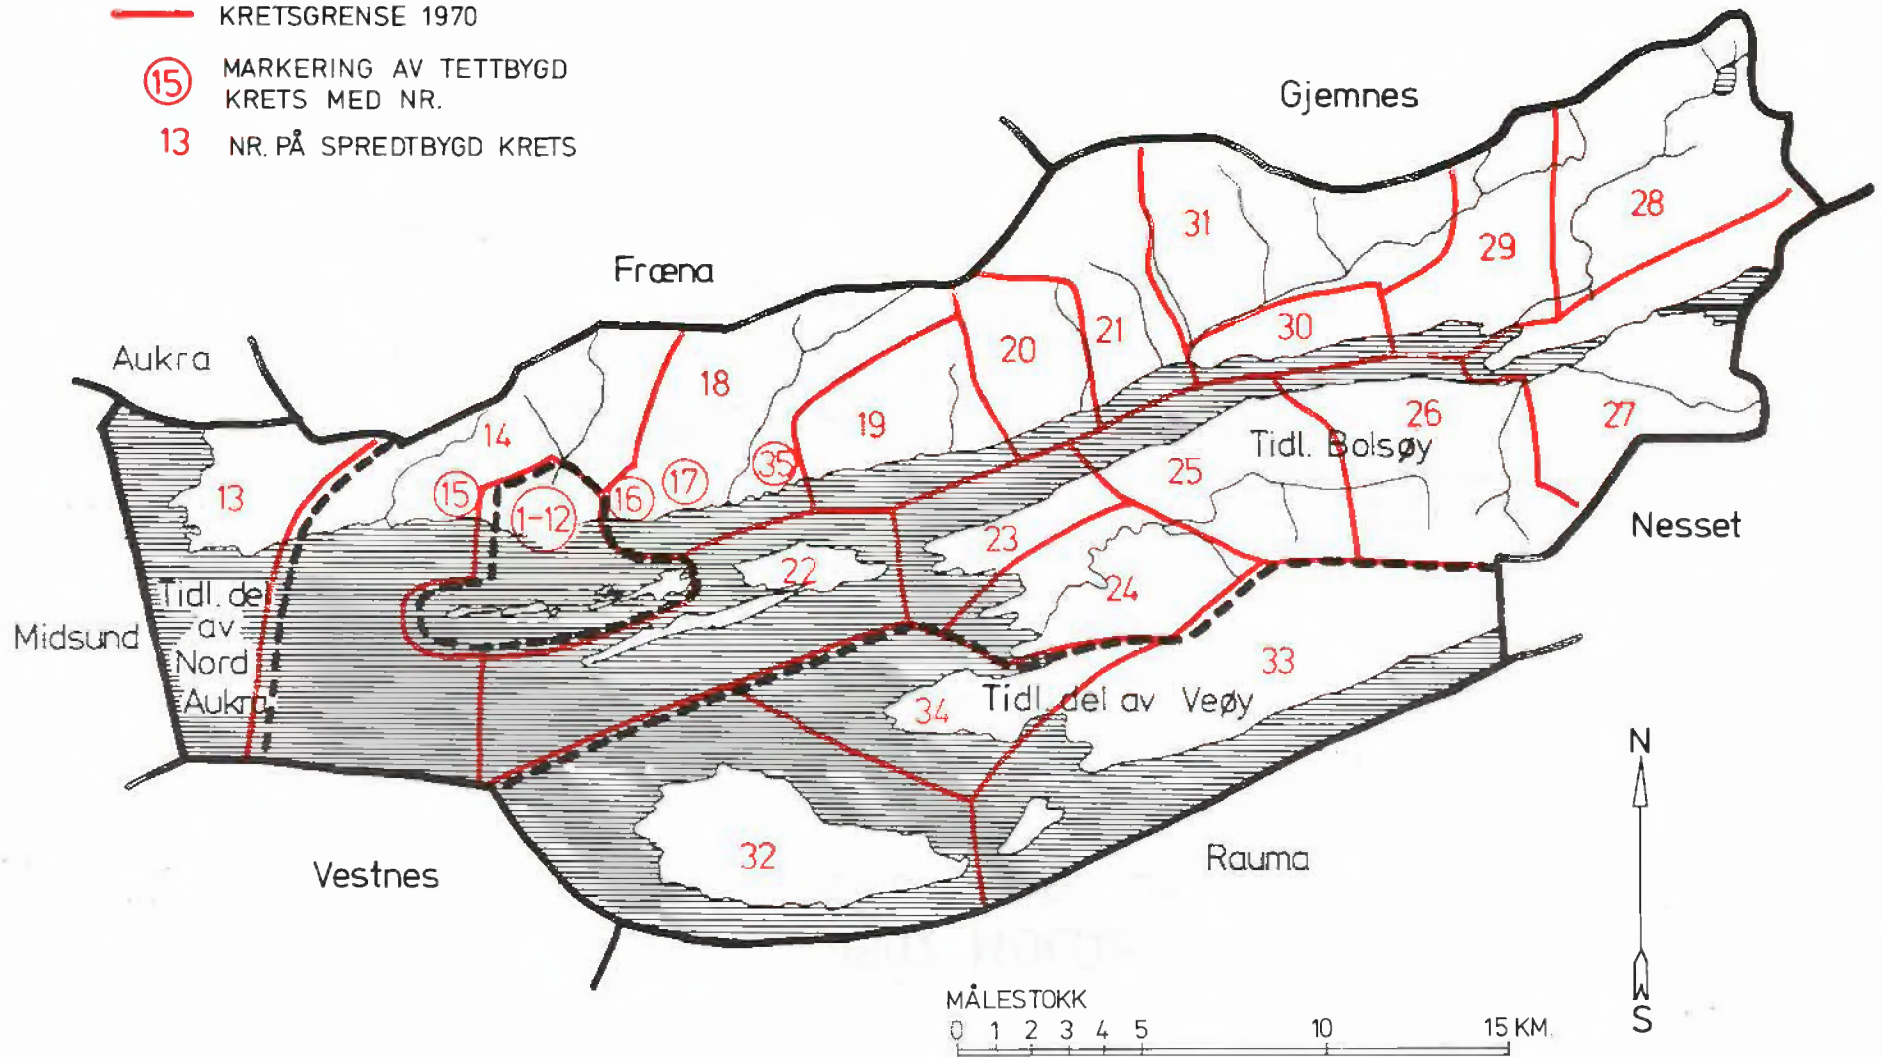 KRETSGRENSE 1970
15
MARKERING AV TETTBYGD
KRETS MED NR.
13
NR. PÅ SPREDTBYGD KRETS
Gjemnes
28
31
29
Fræna
30
21
20
Aukra
18
26
27
19
14
Tidl. Bolsøy
35
25
17
15
16
13
1-12
Nesset
23
22
24
Tidl. del
av
Nord
Aukra
Midsund
33
Tidl. del av Veøy
34
N
32
Rauma
Vestnes
MÅLESTOKK
0 1 2 3 4 5 10 15 KM.
S